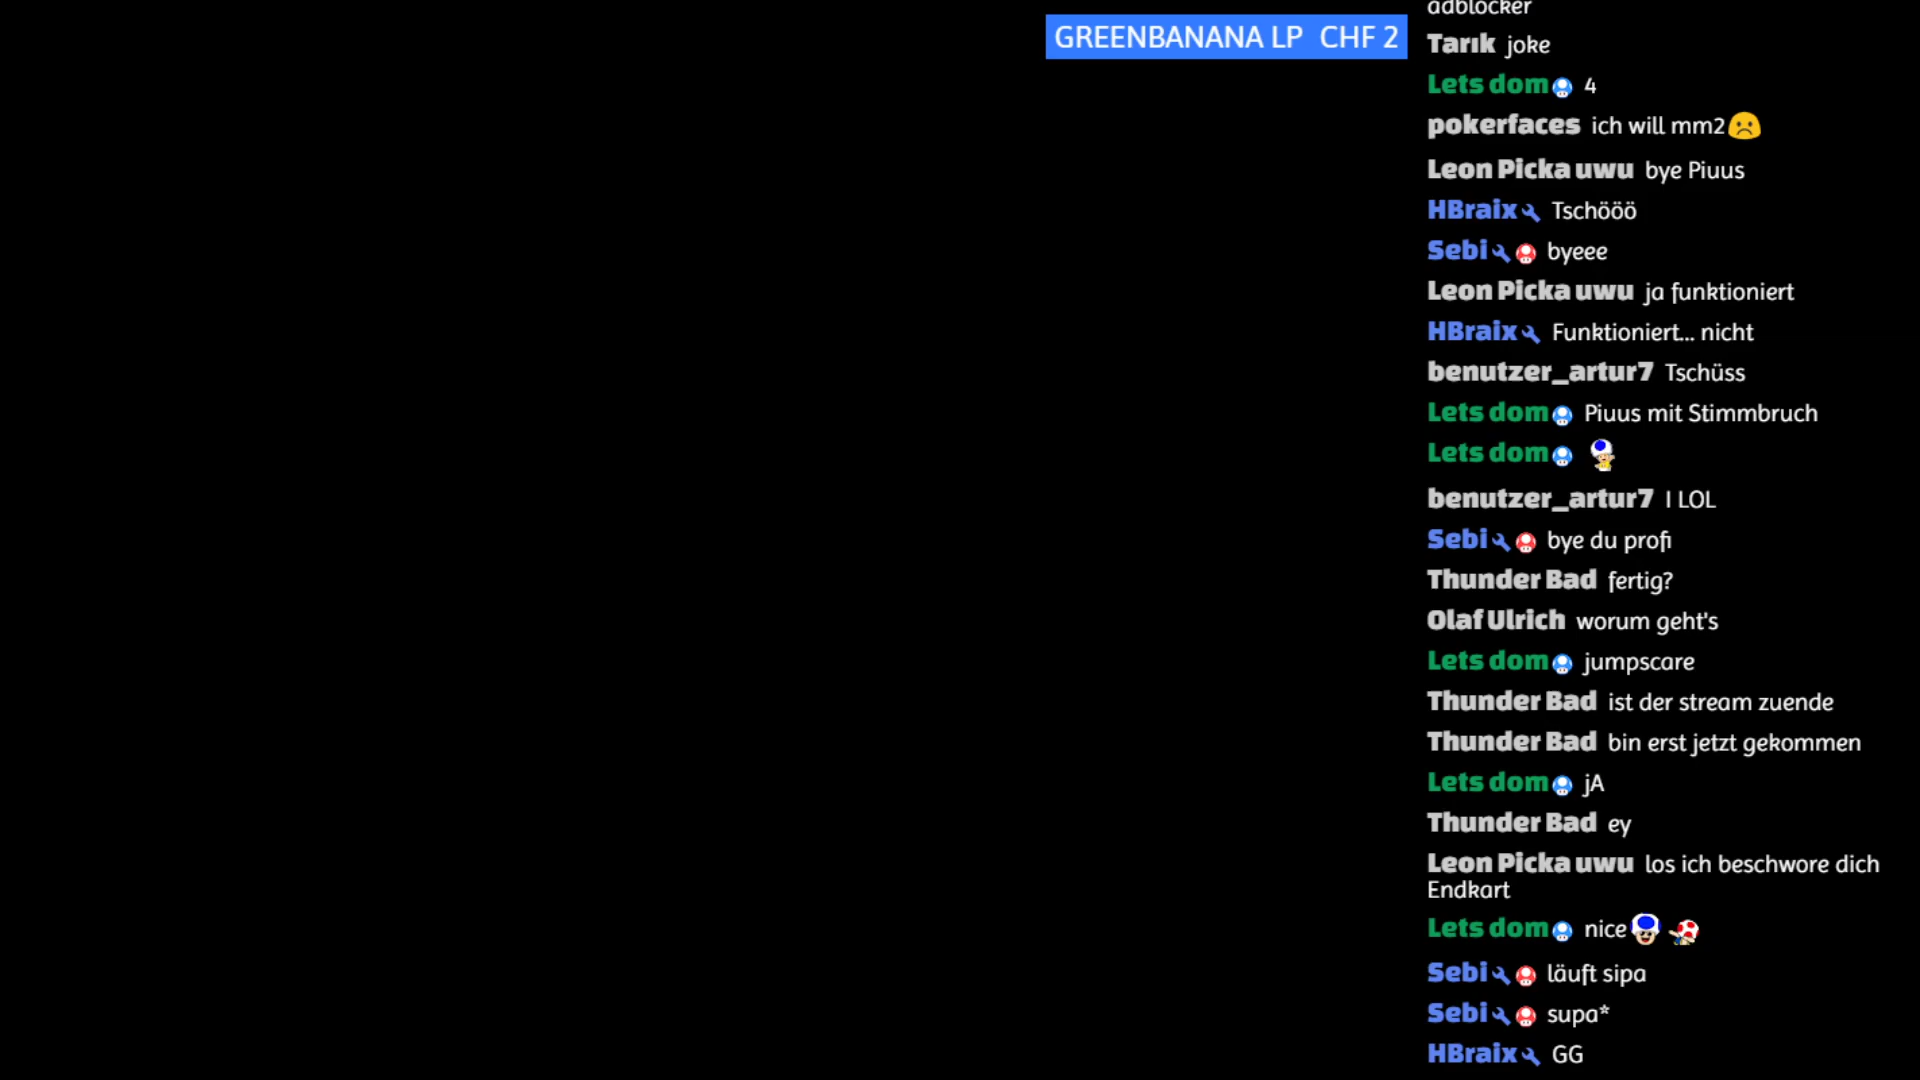 GREENBANANA LP CHF 2
adblocker
Tarık joke
Lets dom 4
pokerfaces ich will mm2
Leon Picka uwu bye Piuus
HBraix Tschööö
Sebi byeee
Leon Picka uwu ja funktioniert
HBraix Funktioniert... nicht
benutzer_artur7 Tschüss
Lets dom Piuus mit Stimmbruch
Lets dom
benutzer_artur7 I LOL
Sebi bye du profi
Thunder Bad fertig?
Olaf Ulrich worum geht's
Lets dom jumpscare
Thunder Bad ist der stream zuende
Thunder Bad bin erst jetzt gekommen
Lets dom jA
Thunder Bad ey
Leon Picka uwu los ich beschwore dich
Endkart
Lets dom nice
Sebi läuft sipa
Sebi supa*
HBraix GG